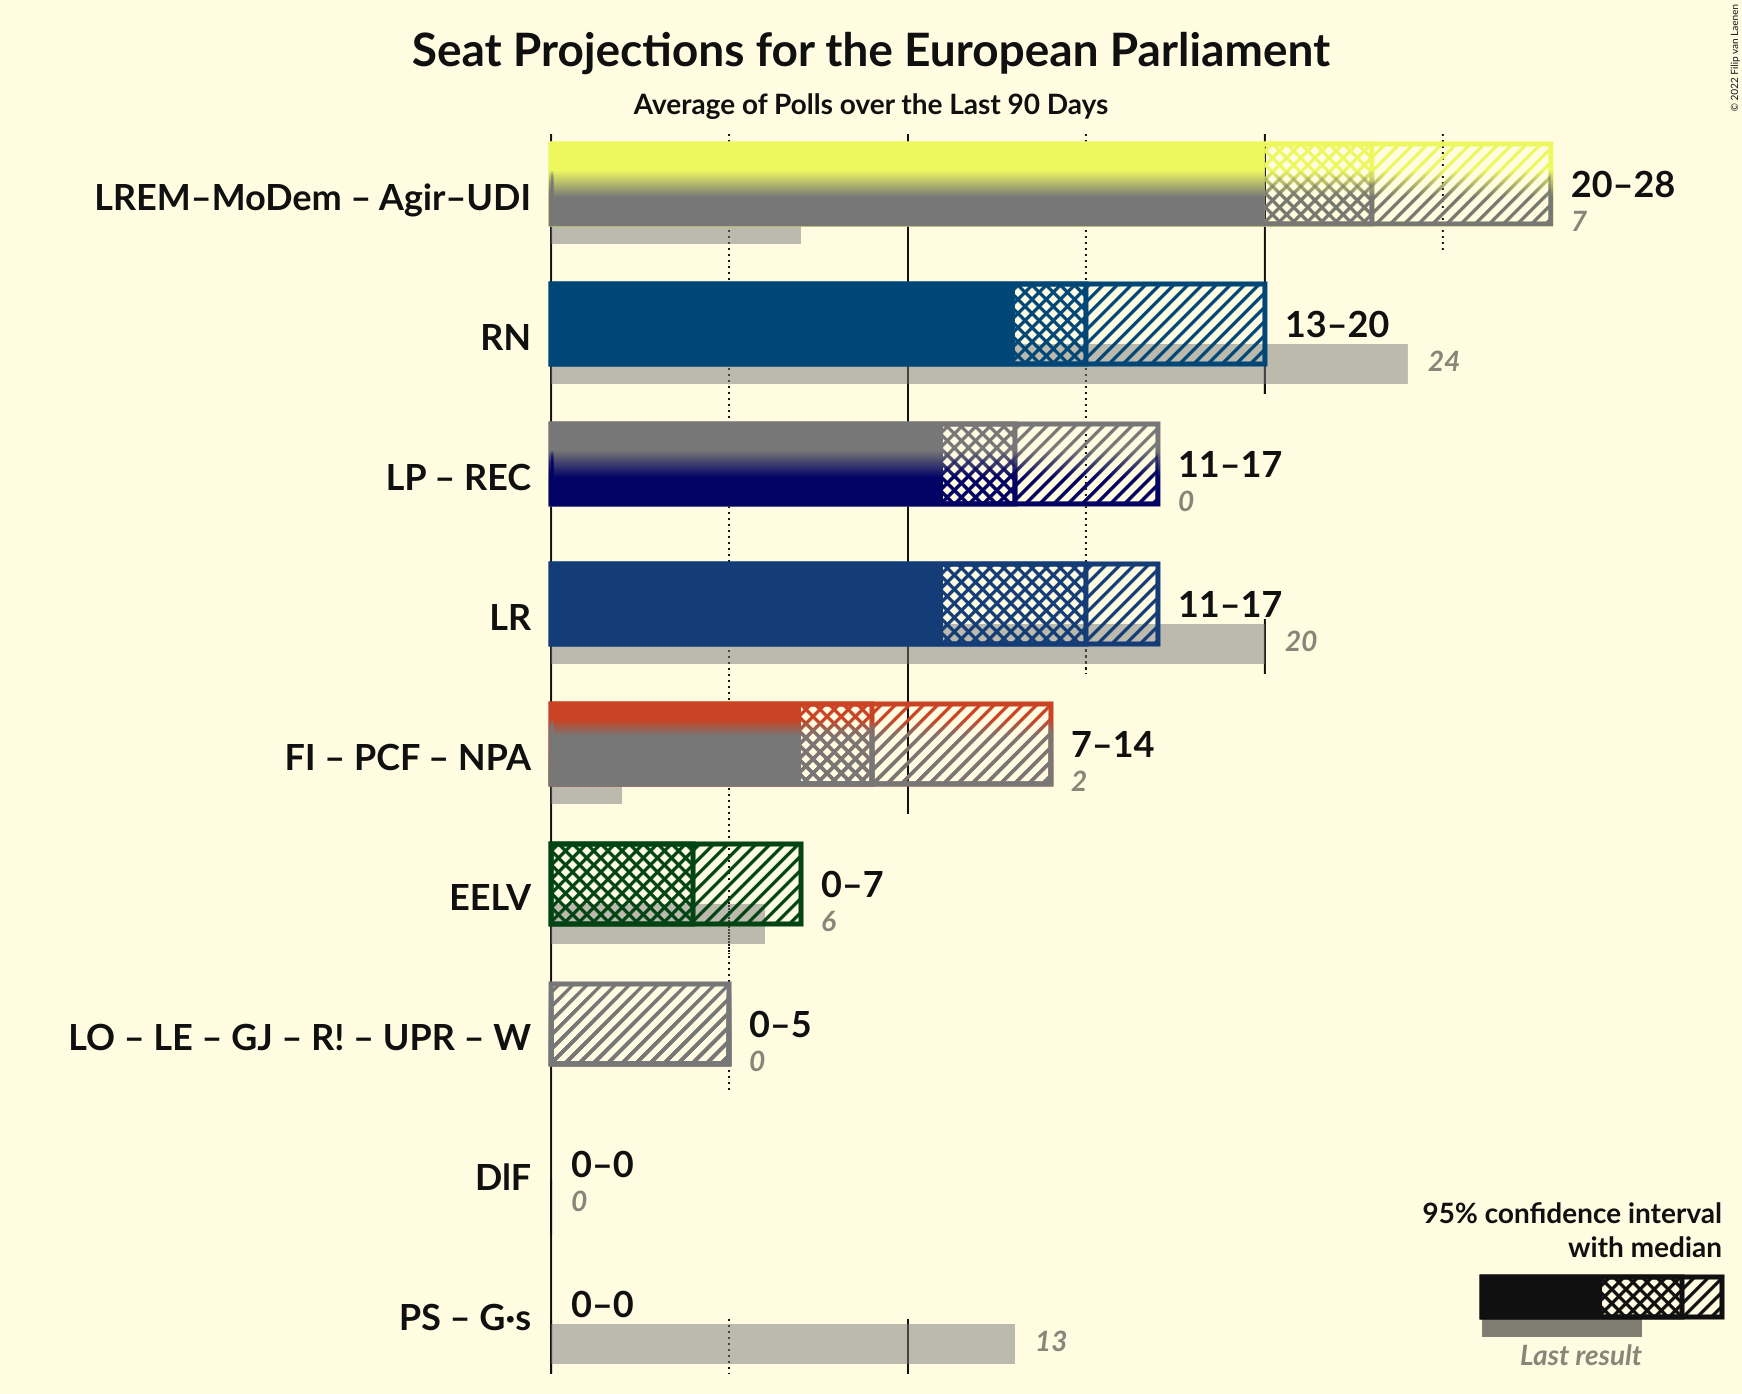 Seat Projections for the European Parliament
Average of Polls over the Last 90 Days
© 2022 Filip van Laenen
LREM–MoDem – Agir–UDI
20–28
7
RN
13–20
24
LP – REC
11–17
0
LR
11–17
20
FI – PCF – NPA
7–14
2
EELV
0–7
6
LO – LE – GJ – R! – UPR – W
0–5
0
DlF
0–0
0
PS – G·s
0–0
13
95% confidence interval
with median
Last result